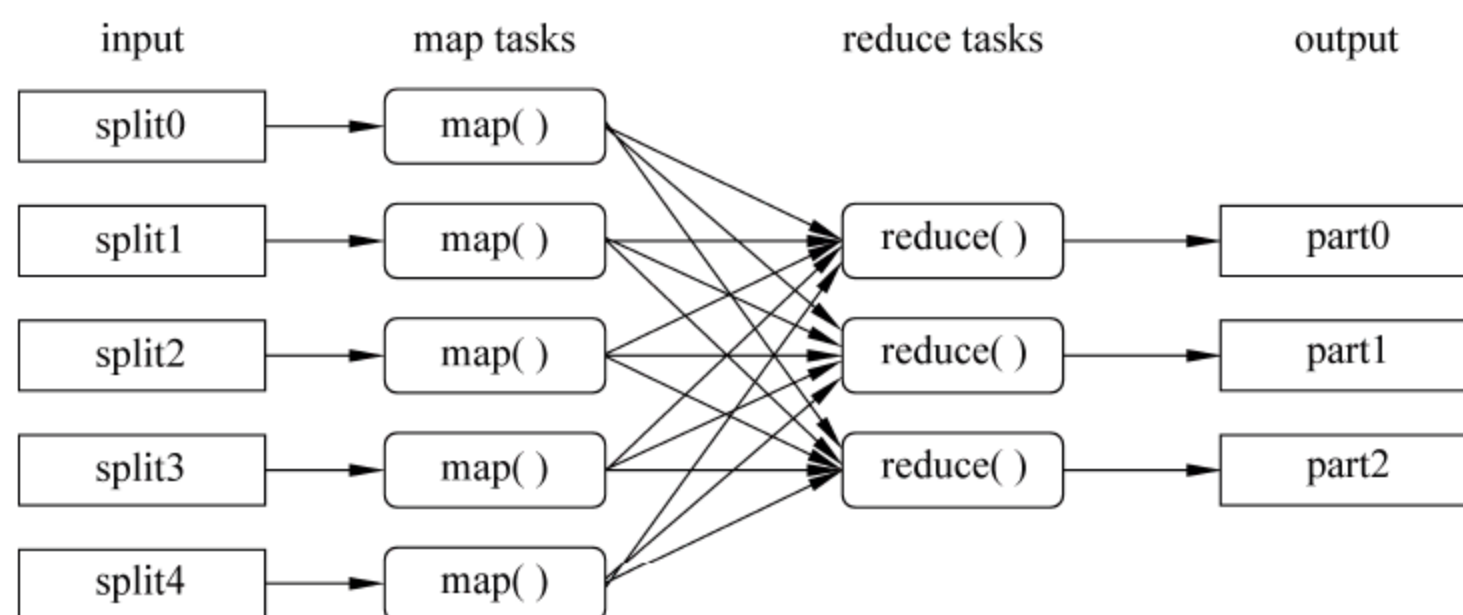 input map tasks reduce tasks output
split0 map( )
split1 map( ) reduce( ) part0
split2 map( ) reduce( ) part1
split3 map( ) reduce( ) part2
split4 map( )